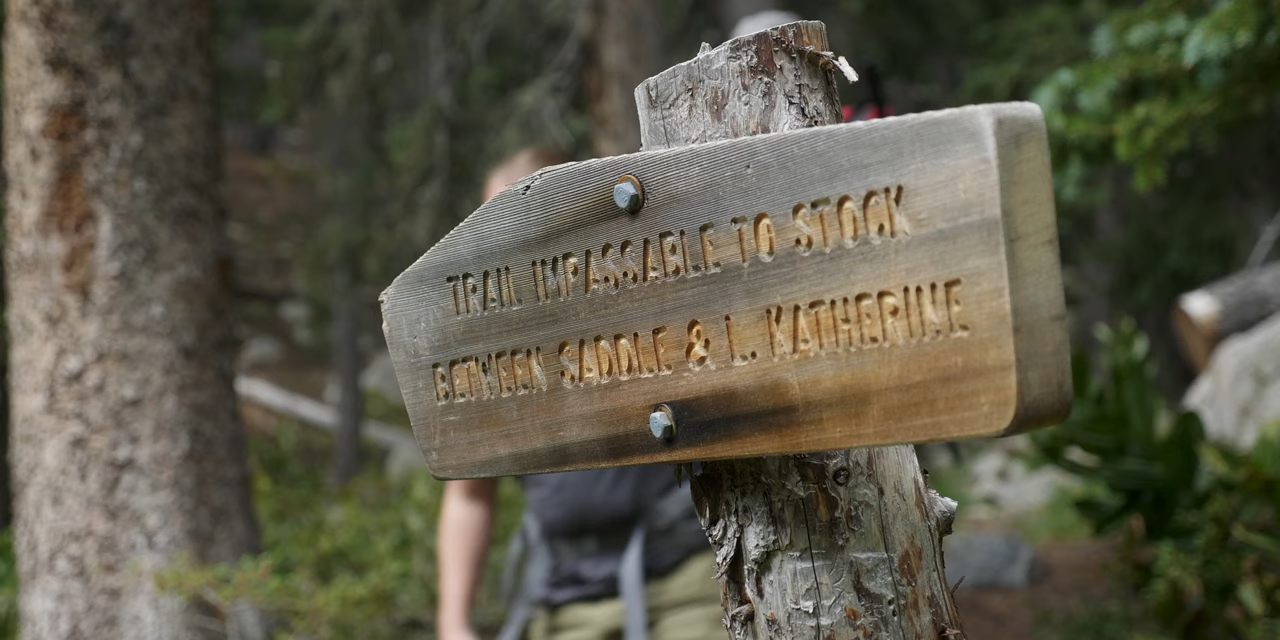 TRAIL IMPASSABLE TO STOCK
BETWEEN SADDLE & L. KATHERINE